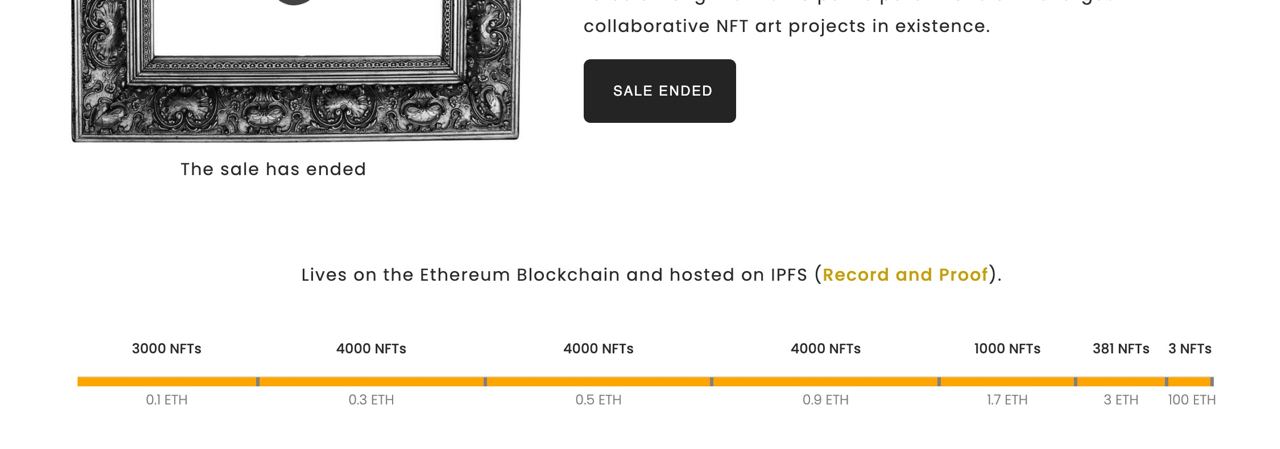 collaborative NFT art projects in existence.
SALE ENDED
The sale has ended
Lives on the Ethereum Blockchain and hosted on IPFS (Record and Proof).
3000 NFTs 4000 NFTs 4000 NFTs 4000 NFTs 1000 NFTs 381 NFTs 3 NFTs
0.1 ETH 0.3 ETH 0.5 ETH 0.9 ETH 1.7 ETH 3 ETH 100 ETH